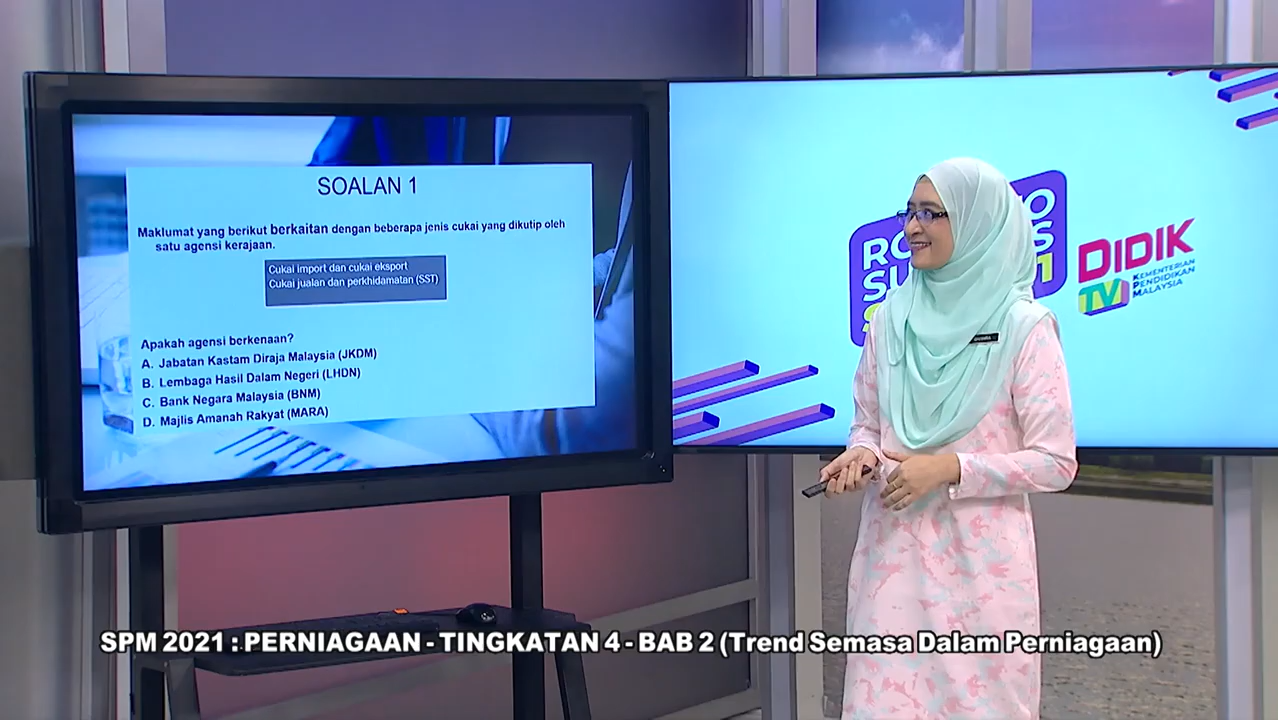 SOALAN 1
Maklumat yang berikut berkaitan dengan beberapa jenis cukai yang dikutip oleh
satu agensi kerajaan.
Cukai import dan cukai eksport
Cukai jualan dan perkhidamatan (SST)
Apakah agensi berkenaan?
A. Jabatan Kastam Diraja Malaysia (JKDM)
B. Lembaga Hasil Dalam Negeri (LHDN)
C. Bank Negara Malaysia (BNM)
D. Majlis Amanah Rakyat (MARA)
DIDIK
TV
KEMENTERIAN
PENDIDIKAN
MALAYSIA
SPM 2021 : PERNIAGAAN - TINGKATAN 4 - BAB 2 (Trend Semasa Dalam Perniagaan)